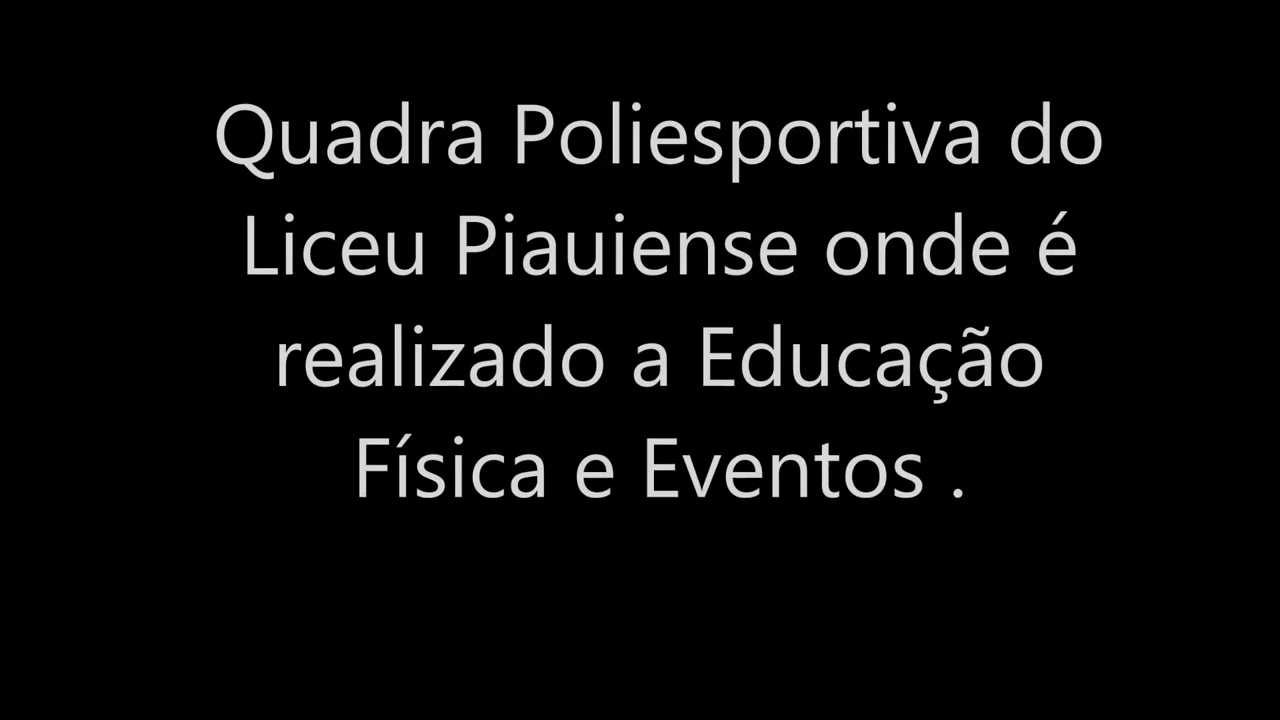 Quadra Poliesportiva do
Liceu Piauiense onde é
realizado a Educação
Física e Eventos .